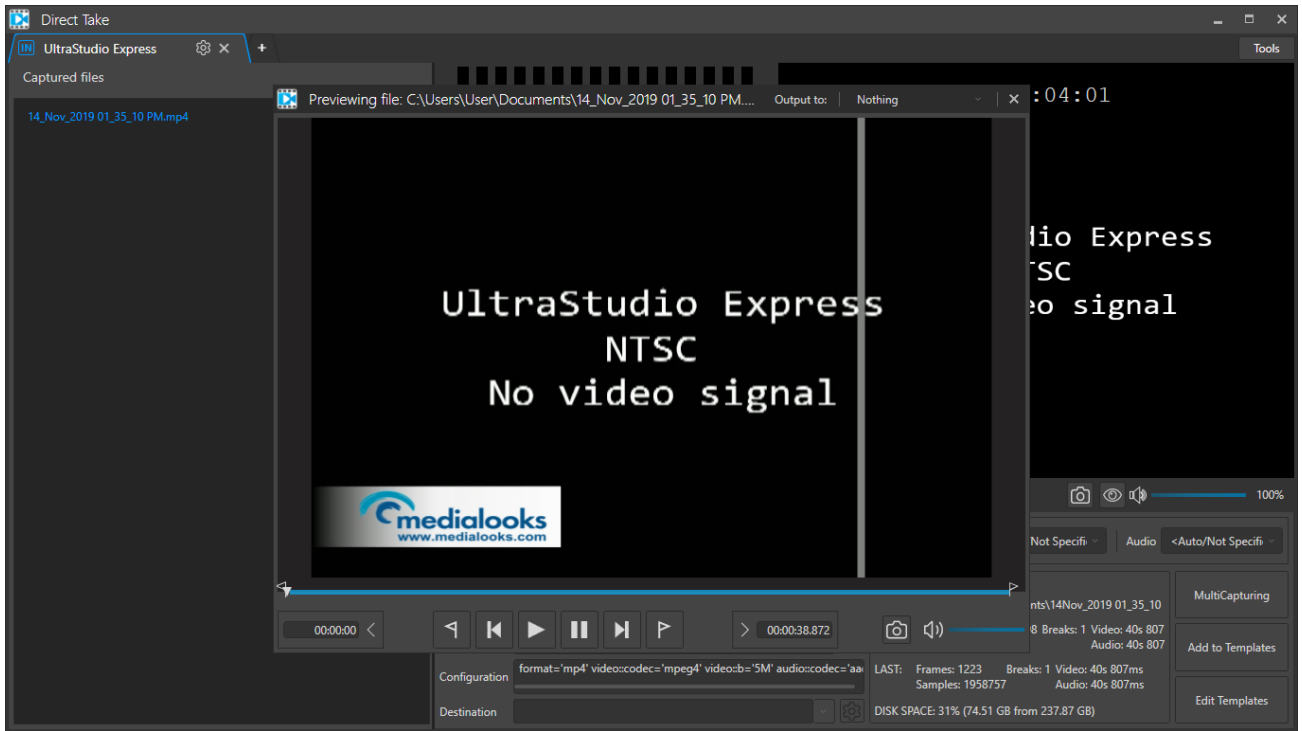 Direct Take
IN UltraStudio Express
+
Tools
Captured files
14_Nov_2019 01_35_10 PM.mp4
Previewing file: C:\Users\User\Documents\14_Nov_2019 01_35_10 PM....
Output to:
Nothing
:04:01
UltraStudio Express
NTSC
No video signal
medialooks
www.medialooks.com
dio Express
TSC
eo signal
100%
Not Specifi
Audio
<Auto/Not Specifi
00:00:00
00:00:38.872
nts\14Nov_2019 01_35_10
8 Breaks: 1 Video: 40s 807
Audio: 40s 807
MultiCapturing
Add to Templates
Edit Templates
Configuration
format='mp4' video::codec='mpeg4' video::b='5M' audio::codec='aa
LAST: Frames: 1223 Breaks: 1 Video: 40s 807ms
Samples: 1958757 Audio: 40s 807ms
Destination
DISK SPACE: 31% (74.51 GB from 237.87 GB)